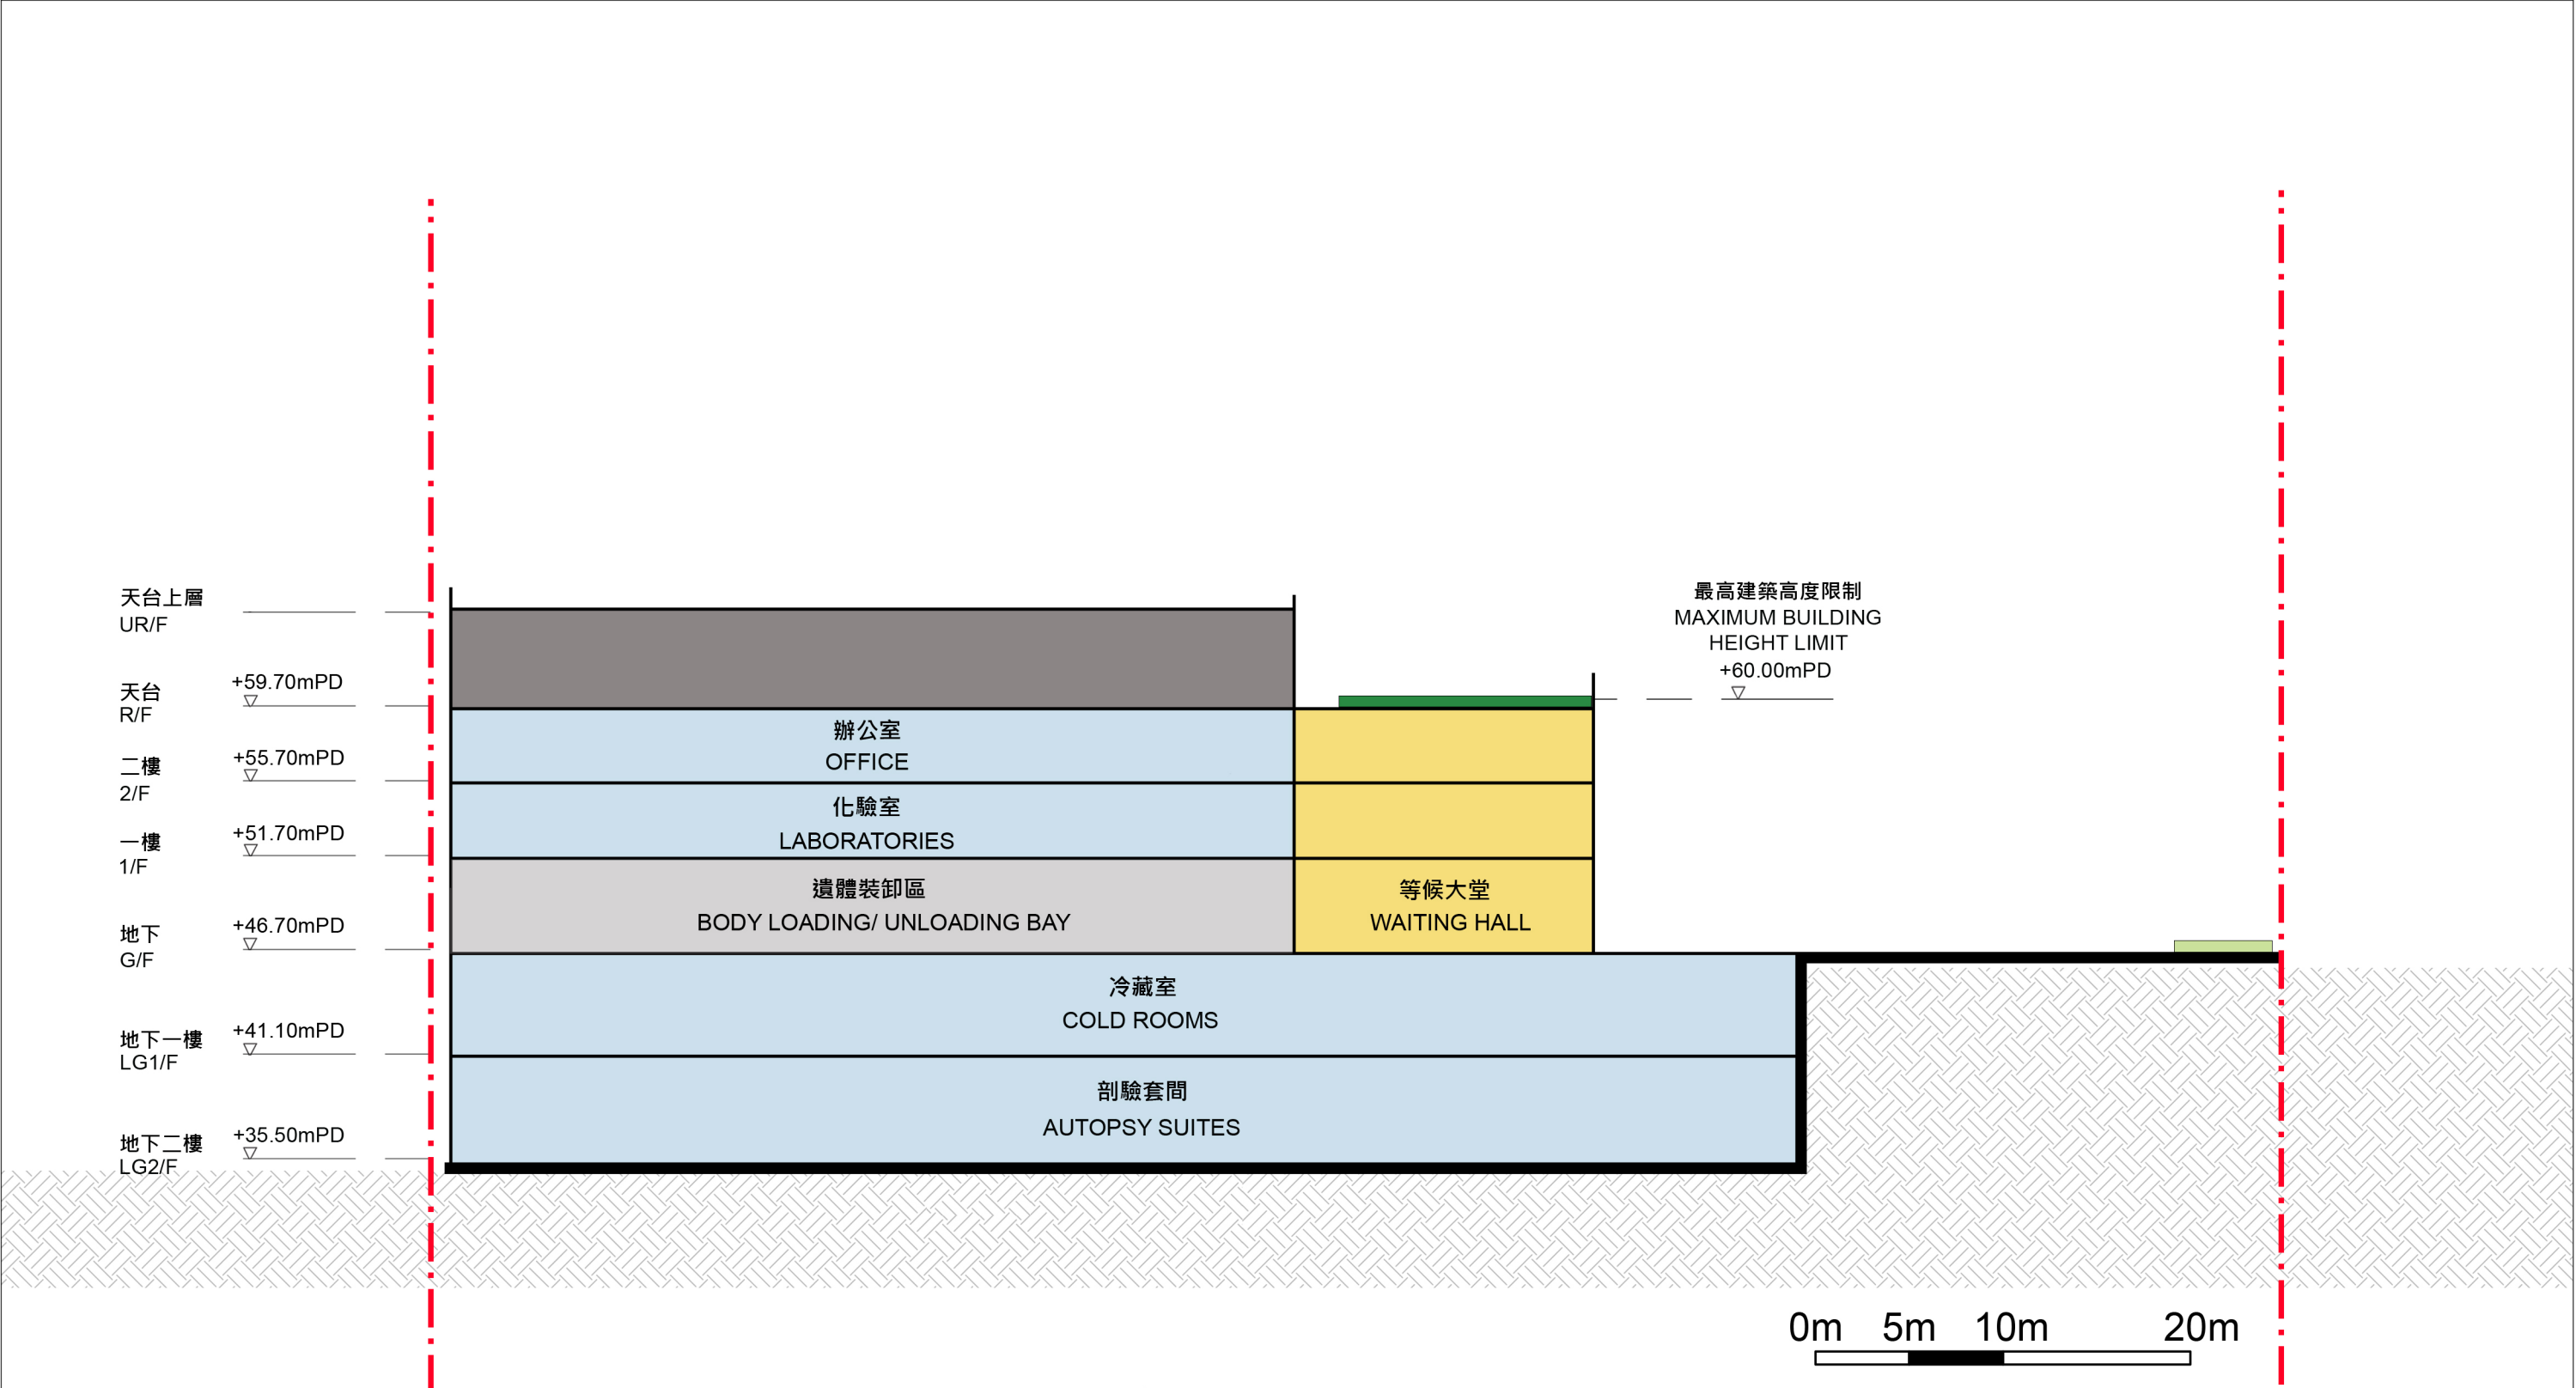 天台上層
UR/F
天台
R/F
+59.70mPD
二樓
2/F
+55.70mPD
一樓
1/F
+51.70mPD
地下
G/F
+46.70mPD
地下一樓
LG1/F
+41.10mPD
地下二樓
LG2/F
+35.50mPD
辦公室
OFFICE
化驗室
LABORATORIES
遺體裝卸區
BODY LOADING/ UNLOADING BAY
等候大堂
WAITING HALL
冷藏室
COLD ROOMS
剖驗套間
AUTOPSY SUITES
最高建築高度限制
MAXIMUM BUILDING
HEIGHT LIMIT
+60.00mPD
0m 5m 10m 20m